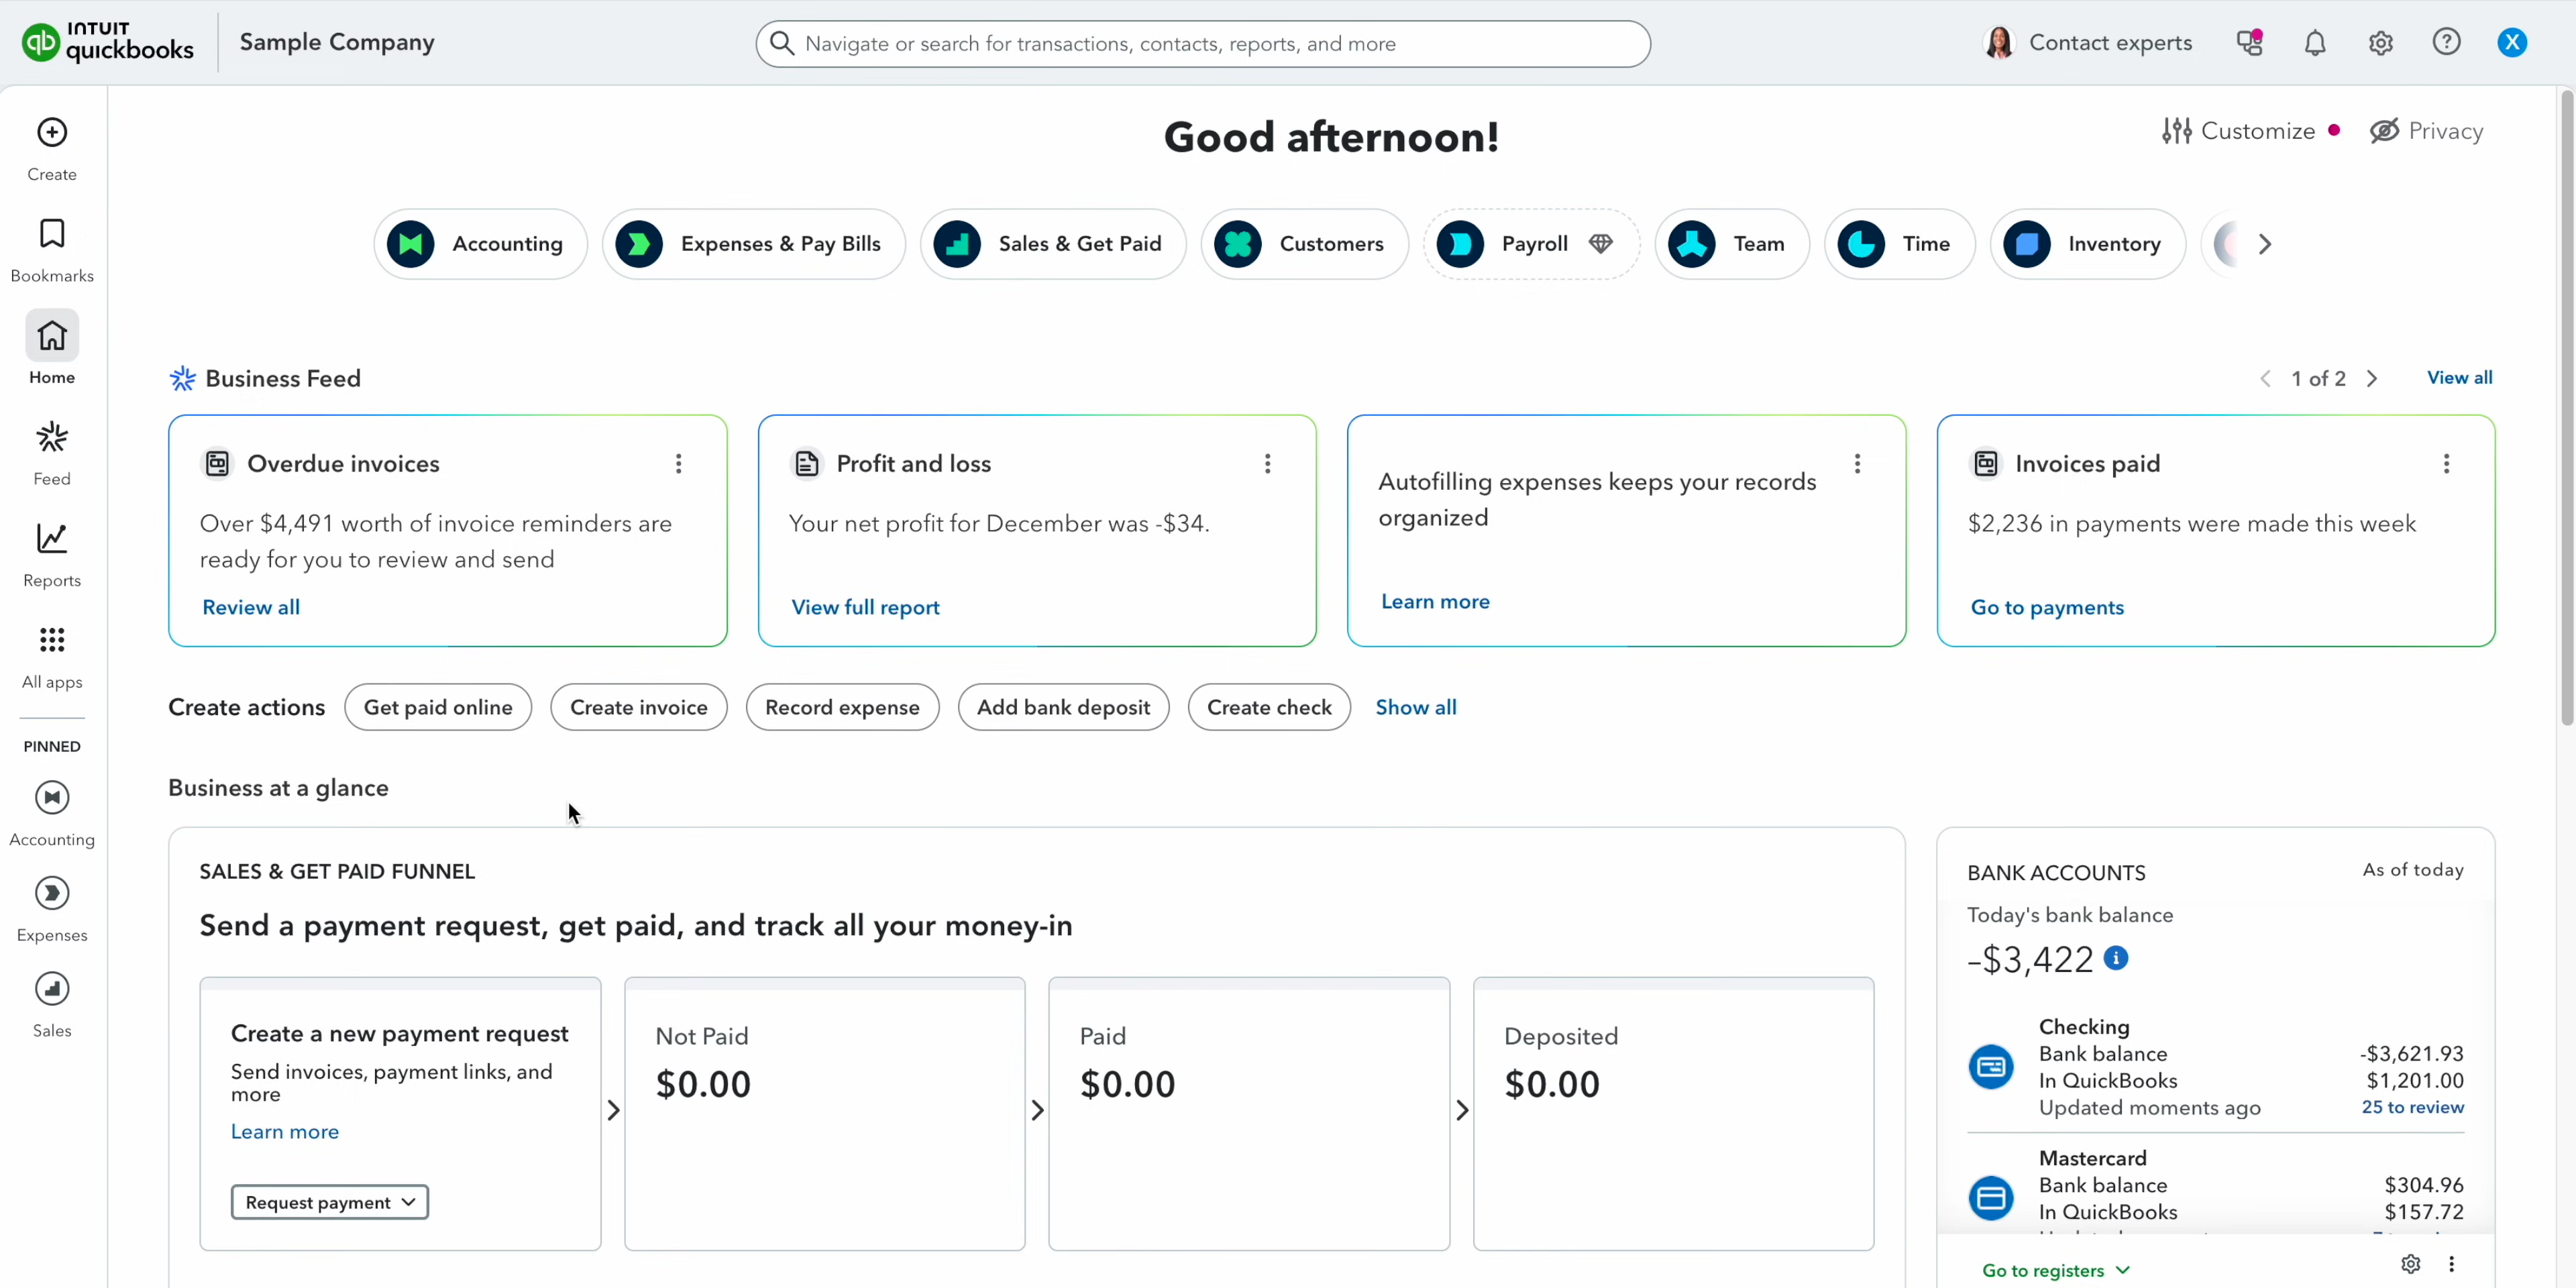 INTUIT
quickbooks
Sample Company
Navigate or search for transactions, contacts, reports, and more
Contact experts
X
Create
Bookmarks
Home
Feed
Reports
All apps
PINNED
Accounting
Expenses
Sales
Good afternoon!
Customize
Privacy
Accounting
Expenses & Pay Bills
Sales & Get Paid
Customers
Payroll
Team
Time
Inventory
Business Feed
1 of 2
View all
Overdue invoices
Over $4,491 worth of invoice reminders are
ready for you to review and send
Review all
Profit and loss
Your net profit for December was -$34.
View full report
Autofilling expenses keeps your records
organized
Learn more
Invoices paid
$2,236 in payments were made this week
Go to payments
Create actions
Get paid online
Create invoice
Record expense
Add bank deposit
Create check
Show all
Business at a glance
SALES & GET PAID FUNNEL
Send a payment request, get paid, and track all your money-in
Create a new payment request
Send invoices, payment links, and
more
Learn more
Request payment
Not Paid
$0.00
Paid
$0.00
Deposited
$0.00
BANK ACCOUNTS
As of today
Today's bank balance
-$3,422
Checking
Bank balance -$3,621.93
In QuickBooks $1,201.00
Updated moments ago 25 to review
Mastercard
Bank balance $304.96
In QuickBooks $157.72
Go to registers